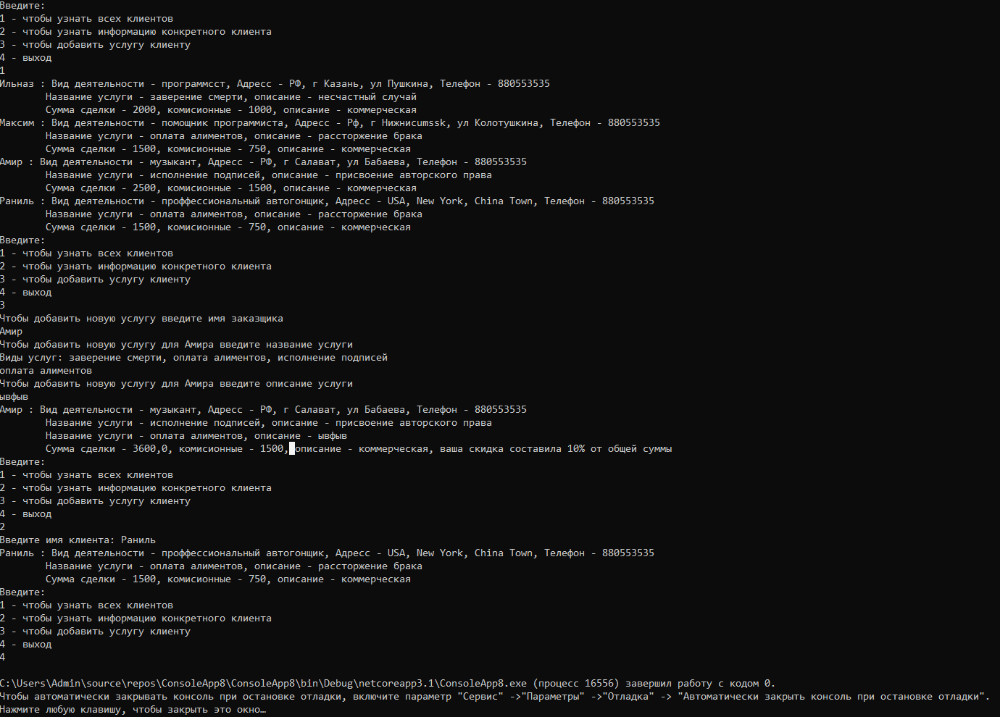 Введите:
1 - чтобы узнать всех клиентов
2 - чтобы узнать информацию конкретного клиента
3 - чтобы добавить услугу клиенту
4 - выход
1
Ильназ : Вид деятельности - программсст, Адресс - РФ, г Казань, ул Пушкина, Телефон - 880553535
Название услуги - заверение смерти, описание - несчастный случай
Сумма сделки - 2000, комисионные - 1000, описание - коммерческая
Максим : Вид деятельности - помощник программиста, Адресс - Рф, г Нижнисumssk, ул Колотушкина, Телефон - 880553535
Название услуги - оплата алиментов, описание - рассторжение брака
Сумма сделки - 1500, комисионные - 750, описание - коммерческая
Амир : Вид деятельности - музыкант, Адресс - РФ, г Салават, ул Бабаева, Телефон - 880553535
Название услуги - исполнение подписей, описание - присвоение авторского права
Сумма сделки - 2500, комисионные - 1500, описание - коммерческая
Раниль : Вид деятельности - проффессиональный автогонщик, Адресс - USA, New York, China Town, Телефон - 880553535
Название услуги - оплата алиментов, описание - рассторжение брака
Сумма сделки - 1500, комисионные - 750, описание - коммерческая
Введите:
1 - чтобы узнать всех клиентов
2 - чтобы узнать информацию конкретного клиента
3 - чтобы добавить услугу клиенту
4 - выход
3
Чтобы добавить новую услугу введите имя заказщика
Амир
Чтобы добавить новую услугу для Амира введите название услуги
Виды услуг: заверение смерти, оплата алиментов, исполнение подписей
оплата алиментов
Чтобы добавить новую услугу для Амира введите описание услуги
ывфыв
Амир : Вид деятельности - музыкант, Адресс - РФ, г Салават, ул Бабаева, Телефон - 880553535
Название услуги - исполнение подписей, описание - присвоение авторского права
Название услуги - оплата алиментов, описание - ывфыв
Сумма сделки - 3600,0, комисионные - 1500, описание - коммерческая, ваша скидка составила 10% от общей суммы
Введите:
1 - чтобы узнать всех клиентов
2 - чтобы узнать информацию конкретного клиента
3 - чтобы добавить услугу клиенту
4 - выход
2
Введите имя клиента: Раниль
Раниль : Вид деятельности - проффессиональный автогонщик, Адресс - USA, New York, China Town, Телефон - 880553535
Название услуги - оплата алиментов, описание - рассторжение брака
Сумма сделки - 1500, комисионные - 750, описание - коммерческая
Введите:
1 - чтобы узнать всех клиентов
2 - чтобы узнать информацию конкретного клиента
3 - чтобы добавить услугу клиенту
4 - выход
4
C:\Users\Admin\source\repos\ConsoleApp8\ConsoleApp8\bin\Debug\netcoreapp3.1\ConsoleApp8.exe (процесс 16556) завершил работу с кодом 0.
Чтобы автоматически закрывать консоль при остановке отладки, включите параметр "Сервис" ->"Параметры" ->"Отладка" -> "Автоматически закрыть консоль при остановке отладки".
Нажмите любую клавишу, чтобы закрыть это окно…